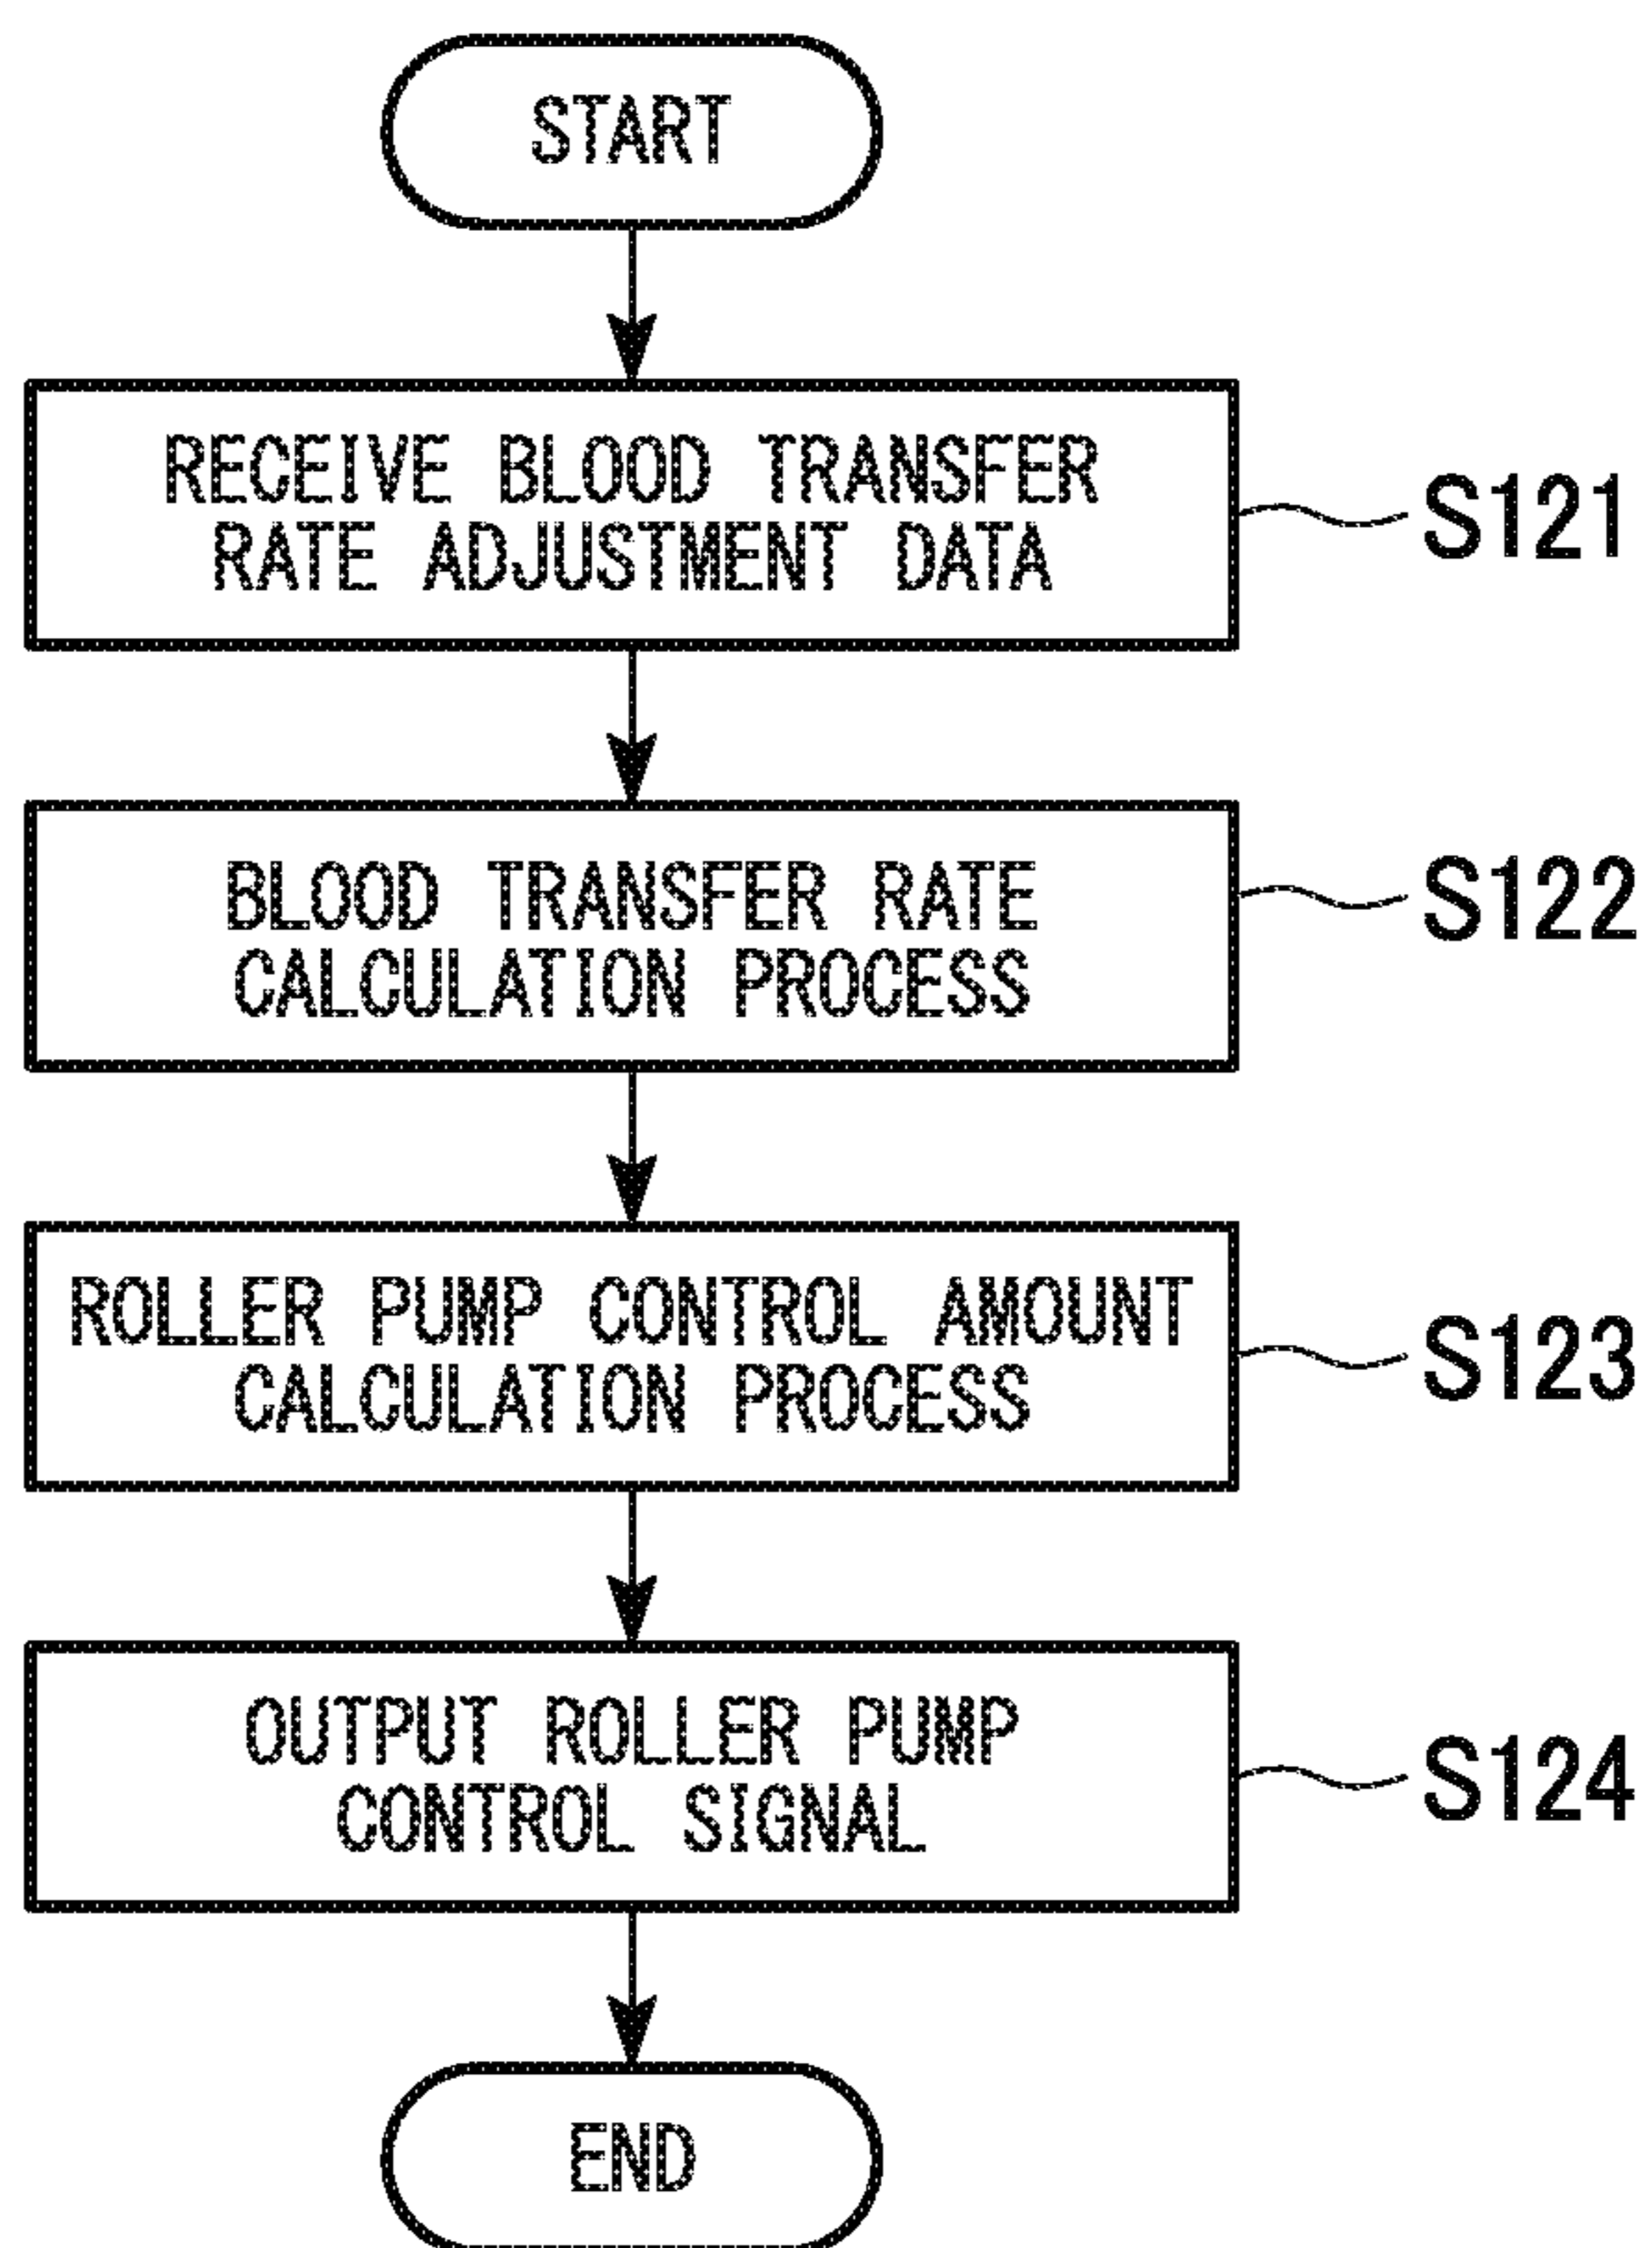 START
RECEIVE BLOOD TRANSFER
RATE ADJUSTMENT DATA
S121
BLOOD TRANSFER RATE
CALCULATION PROCESS
S122
ROLLER PUMP CONTROL AMOUNT
CALCULATION PROCESS
S123
OUTPUT ROLLER PUMP
CONTROL SIGNAL
S124
END